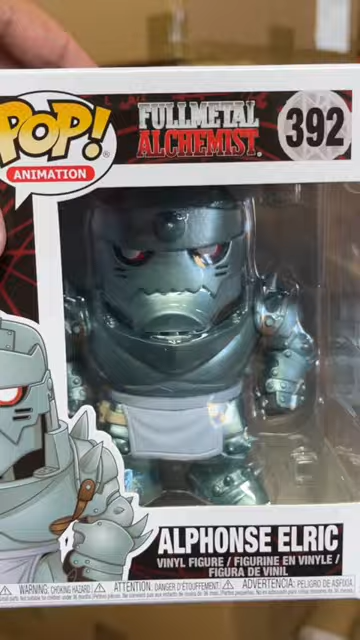 POP!
ANIMATION
FULLMETAL
ALCHEMIST
392
ALPHONSE ELRIC
VINYL FIGURE / FIGURINE EN VINYLE /
FIGURA DE VINIL
WARNING: CHOKING HAZARD ATTENTION: DANGER D'ÉTOUFFEMENT ADVERTENCIA: PELIGRO DE ASFIXIA